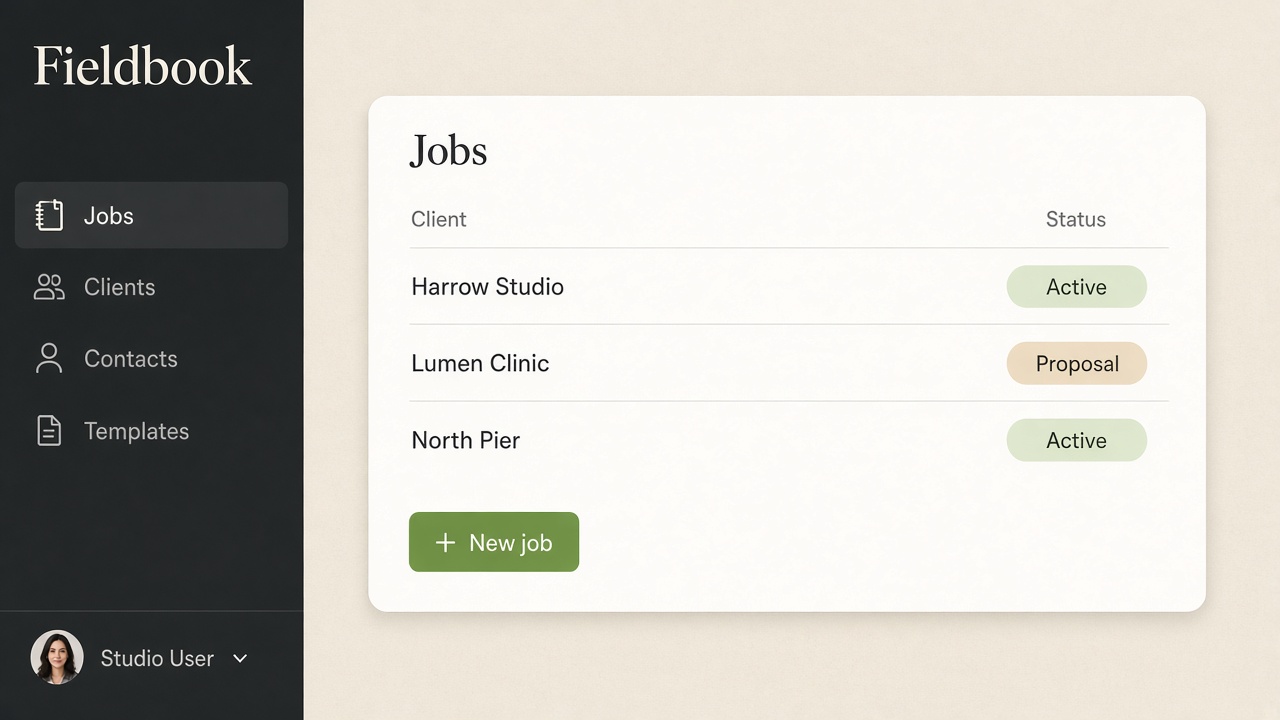 Fieldbook
Jobs
Clients
Contacts
Templates
Studio User
Jobs
Client Status
Harrow Studio Active
Lumen Clinic Proposal
North Pier Active
New job